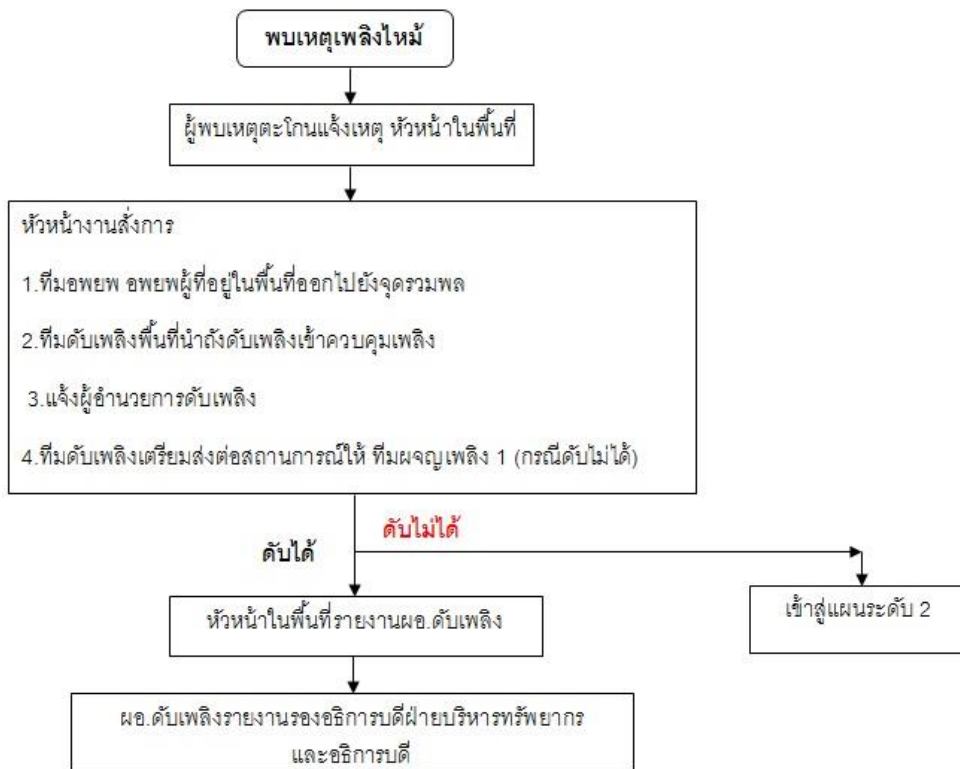 พบเหตุเพลิงไหม้
ผู้พบเหตุตะโกนแจ้งเหตุ หัวหน้าในพื้นที่
หัวหน้างานสั่งการ
1.ทีมอพยพ อพยพผู้ที่อยู่ในพื้นที่ออกไปยังจุดรวมพล
2.ทีมดับเพลิงพื้นที่นำถังดับเพลิงเข้าควบคุมเพลิง
3.แจ้งผู้อำนวยการดับเพลิง
4.ทีมดับเพลิงเตรียมส่งต่อสถานการณ์ให้ ทีมผจญเพลิง 1 (กรณีดับไม่ได้)
ดับไม่ได้
ดับได้
หัวหน้าในพื้นที่รายงานผอ.ดับเพลิง
เข้าสู่แผนระดับ 2
ผอ.ดับเพลิงรายงานรองอธิการบดีฝ่ายบริหารทรัพยากร
และอธิการบดี